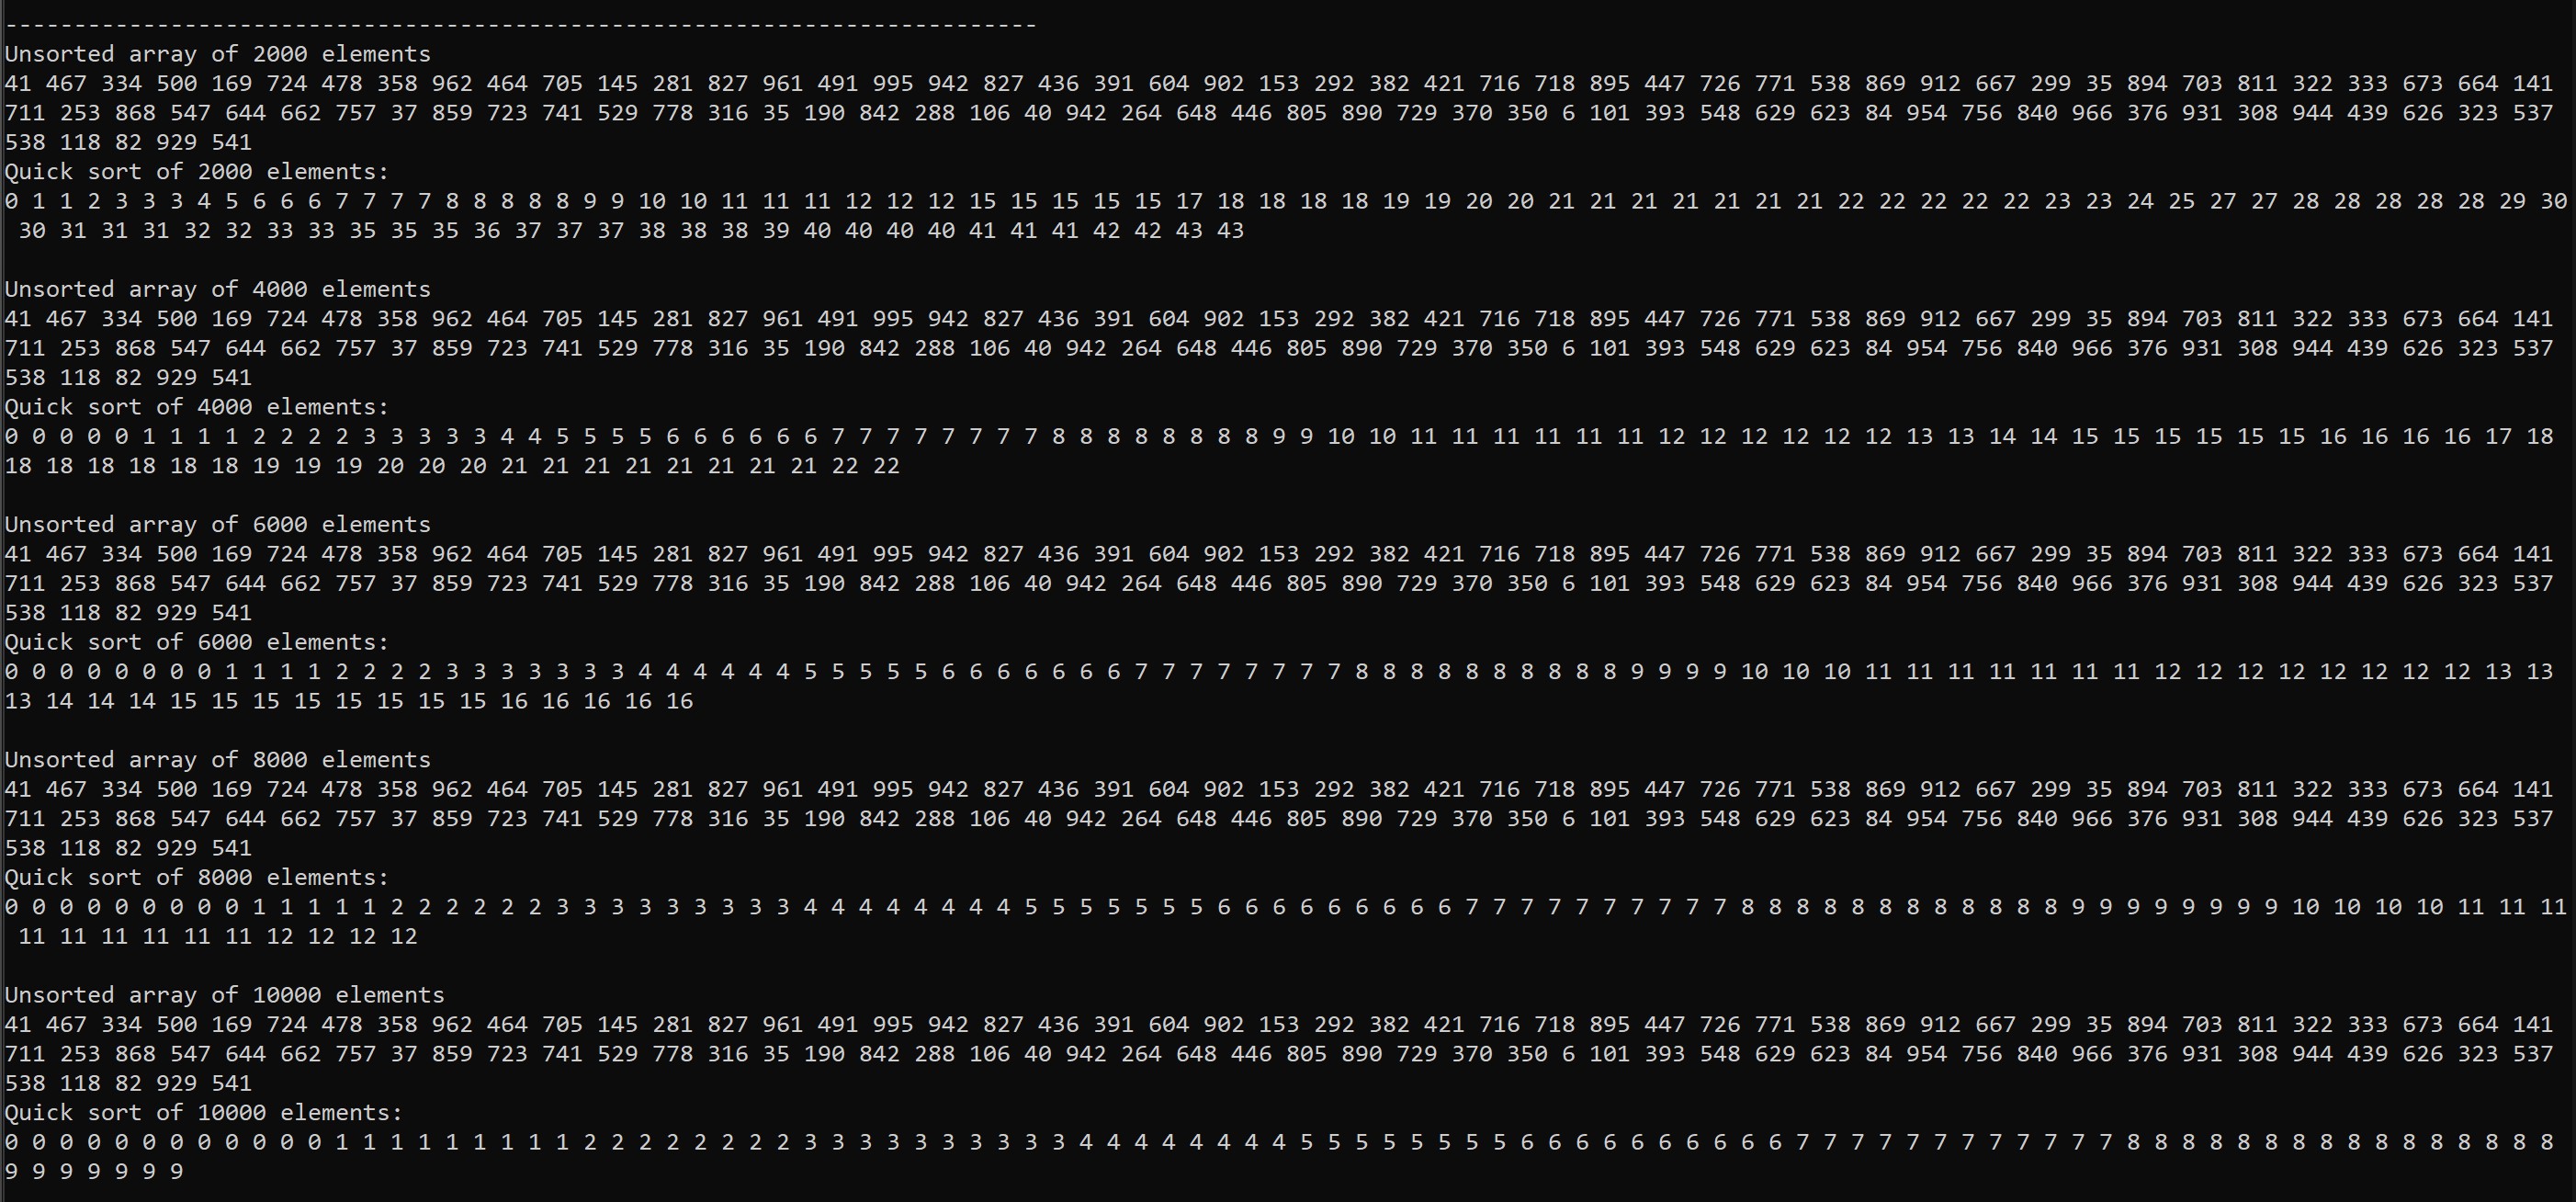 ---------------------------------------------------------------------------
Unsorted array of 2000 elements
41 467 334 500 169 724 478 358 962 464 705 145 281 827 961 491 995 942 827 436 391 604 902 153 292 382 421 716 718 895 447 726 771 538 869 912 667 299 35 894 703 811 322 333 673 664 141
711 253 868 547 644 662 757 37 859 723 741 529 778 316 35 190 842 288 106 40 942 264 648 446 805 890 729 370 350 6 101 393 548 629 623 84 954 756 840 966 376 931 308 944 439 626 323 537
538 118 82 929 541
Quick sort of 2000 elements:
0 1 1 2 3 3 3 4 5 6 6 6 7 7 7 7 8 8 8 8 8 9 9 10 10 11 11 11 12 12 12 15 15 15 15 15 17 18 18 18 18 19 19 20 20 21 21 21 21 21 21 21 22 22 22 22 22 23 23 24 25 27 27 28 28 28 28 28 29 30
30 31 31 31 32 32 33 33 35 35 35 36 37 37 37 38 38 38 39 40 40 40 40 41 41 41 42 42 43 43
Unsorted array of 4000 elements
41 467 334 500 169 724 478 358 962 464 705 145 281 827 961 491 995 942 827 436 391 604 902 153 292 382 421 716 718 895 447 726 771 538 869 912 667 299 35 894 703 811 322 333 673 664 141
711 253 868 547 644 662 757 37 859 723 741 529 778 316 35 190 842 288 106 40 942 264 648 446 805 890 729 370 350 6 101 393 548 629 623 84 954 756 840 966 376 931 308 944 439 626 323 537
538 118 82 929 541
Quick sort of 4000 elements:
0 0 0 0 0 1 1 1 1 2 2 2 2 3 3 3 3 3 4 4 5 5 5 5 6 6 6 6 6 6 7 7 7 7 7 7 7 7 8 8 8 8 8 8 8 8 9 9 10 10 11 11 11 11 11 11 12 12 12 12 12 12 13 13 14 14 15 15 15 15 15 15 16 16 16 16 17 18
18 18 18 18 18 18 19 19 19 20 20 20 21 21 21 21 21 21 21 21 22 22
Unsorted array of 6000 elements
41 467 334 500 169 724 478 358 962 464 705 145 281 827 961 491 995 942 827 436 391 604 902 153 292 382 421 716 718 895 447 726 771 538 869 912 667 299 35 894 703 811 322 333 673 664 141
711 253 868 547 644 662 757 37 859 723 741 529 778 316 35 190 842 288 106 40 942 264 648 446 805 890 729 370 350 6 101 393 548 629 623 84 954 756 840 966 376 931 308 944 439 626 323 537
538 118 82 929 541
Quick sort of 6000 elements:
0 0 0 0 0 0 0 0 1 1 1 1 2 2 2 2 3 3 3 3 3 3 3 4 4 4 4 4 4 5 5 5 5 5 6 6 6 6 6 6 6 7 7 7 7 7 7 7 7 8 8 8 8 8 8 8 8 8 8 9 9 9 9 10 10 10 11 11 11 11 11 11 11 12 12 12 12 12 12 12 12 13 13
13 14 14 14 15 15 15 15 15 15 15 15 16 16 16 16 16
Unsorted array of 8000 elements
41 467 334 500 169 724 478 358 962 464 705 145 281 827 961 491 995 942 827 436 391 604 902 153 292 382 421 716 718 895 447 726 771 538 869 912 667 299 35 894 703 811 322 333 673 664 141
711 253 868 547 644 662 757 37 859 723 741 529 778 316 35 190 842 288 106 40 942 264 648 446 805 890 729 370 350 6 101 393 548 629 623 84 954 756 840 966 376 931 308 944 439 626 323 537
538 118 82 929 541
Quick sort of 8000 elements:
0 0 0 0 0 0 0 0 0 1 1 1 1 1 2 2 2 2 2 2 3 3 3 3 3 3 3 3 3 4 4 4 4 4 4 4 4 5 5 5 5 5 5 5 6 6 6 6 6 6 6 6 6 7 7 7 7 7 7 7 7 7 7 8 8 8 8 8 8 8 8 8 8 8 8 9 9 9 9 9 9 9 9 10 10 10 10 11 11 11
11 11 11 11 11 11 12 12 12 12
Unsorted array of 10000 elements
41 467 334 500 169 724 478 358 962 464 705 145 281 827 961 491 995 942 827 436 391 604 902 153 292 382 421 716 718 895 447 726 771 538 869 912 667 299 35 894 703 811 322 333 673 664 141
711 253 868 547 644 662 757 37 859 723 741 529 778 316 35 190 842 288 106 40 942 264 648 446 805 890 729 370 350 6 101 393 548 629 623 84 954 756 840 966 376 931 308 944 439 626 323 537
538 118 82 929 541
Quick sort of 10000 elements:
0 0 0 0 0 0 0 0 0 0 0 0 1 1 1 1 1 1 1 1 1 2 2 2 2 2 2 2 2 3 3 3 3 3 3 3 3 3 3 4 4 4 4 4 4 4 4 5 5 5 5 5 5 5 5 6 6 6 6 6 6 6 6 6 6 7 7 7 7 7 7 7 7 7 7 7 7 8 8 8 8 8 8 8 8 8 8 8 8 8 8 8 8
9 9 9 9 9 9 9